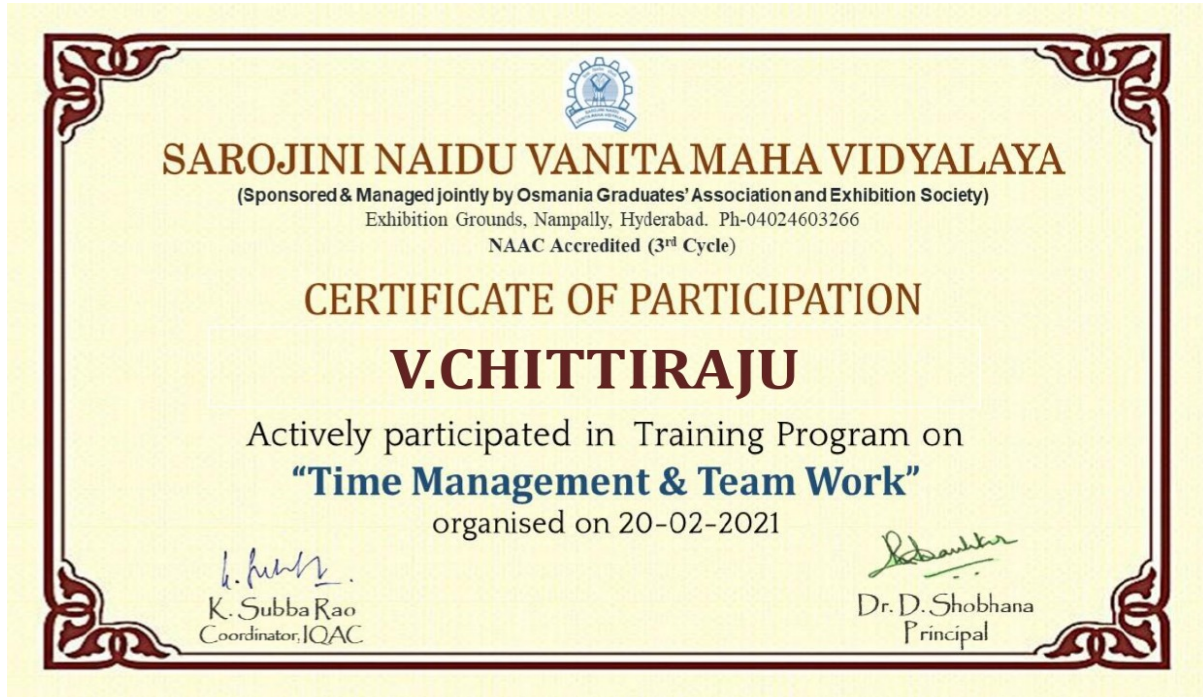 SAROJINI NAIDU VANITA MAHA VIDYALAYA
(Sponsored & Managed jointly by Osmania Graduates' Association and Exhibition Society)
Exhibition Grounds, Nampally, Hyderabad. Ph-04024603266
NAAC Accredited (3rd Cycle)
CERTIFICATE OF PARTICIPATION
V.CHITTIRAJU
Actively participated in Training Program on
“Time Management & Team Work”
organised on 20-02-2021
K. Subba Rao
Coordinator, IQAC
Dr. D. Shobhana
Principal